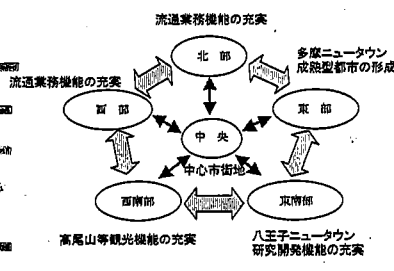 流通業務機能の充実
北部
多摩ニュータウン
成熟型都市の形成
流通業務機能の充実
西部
東部
中央
中心市街地
西南部
東南部
高尾山等観光機能の充実
八王子ニュータウン
研究開発機能の充実